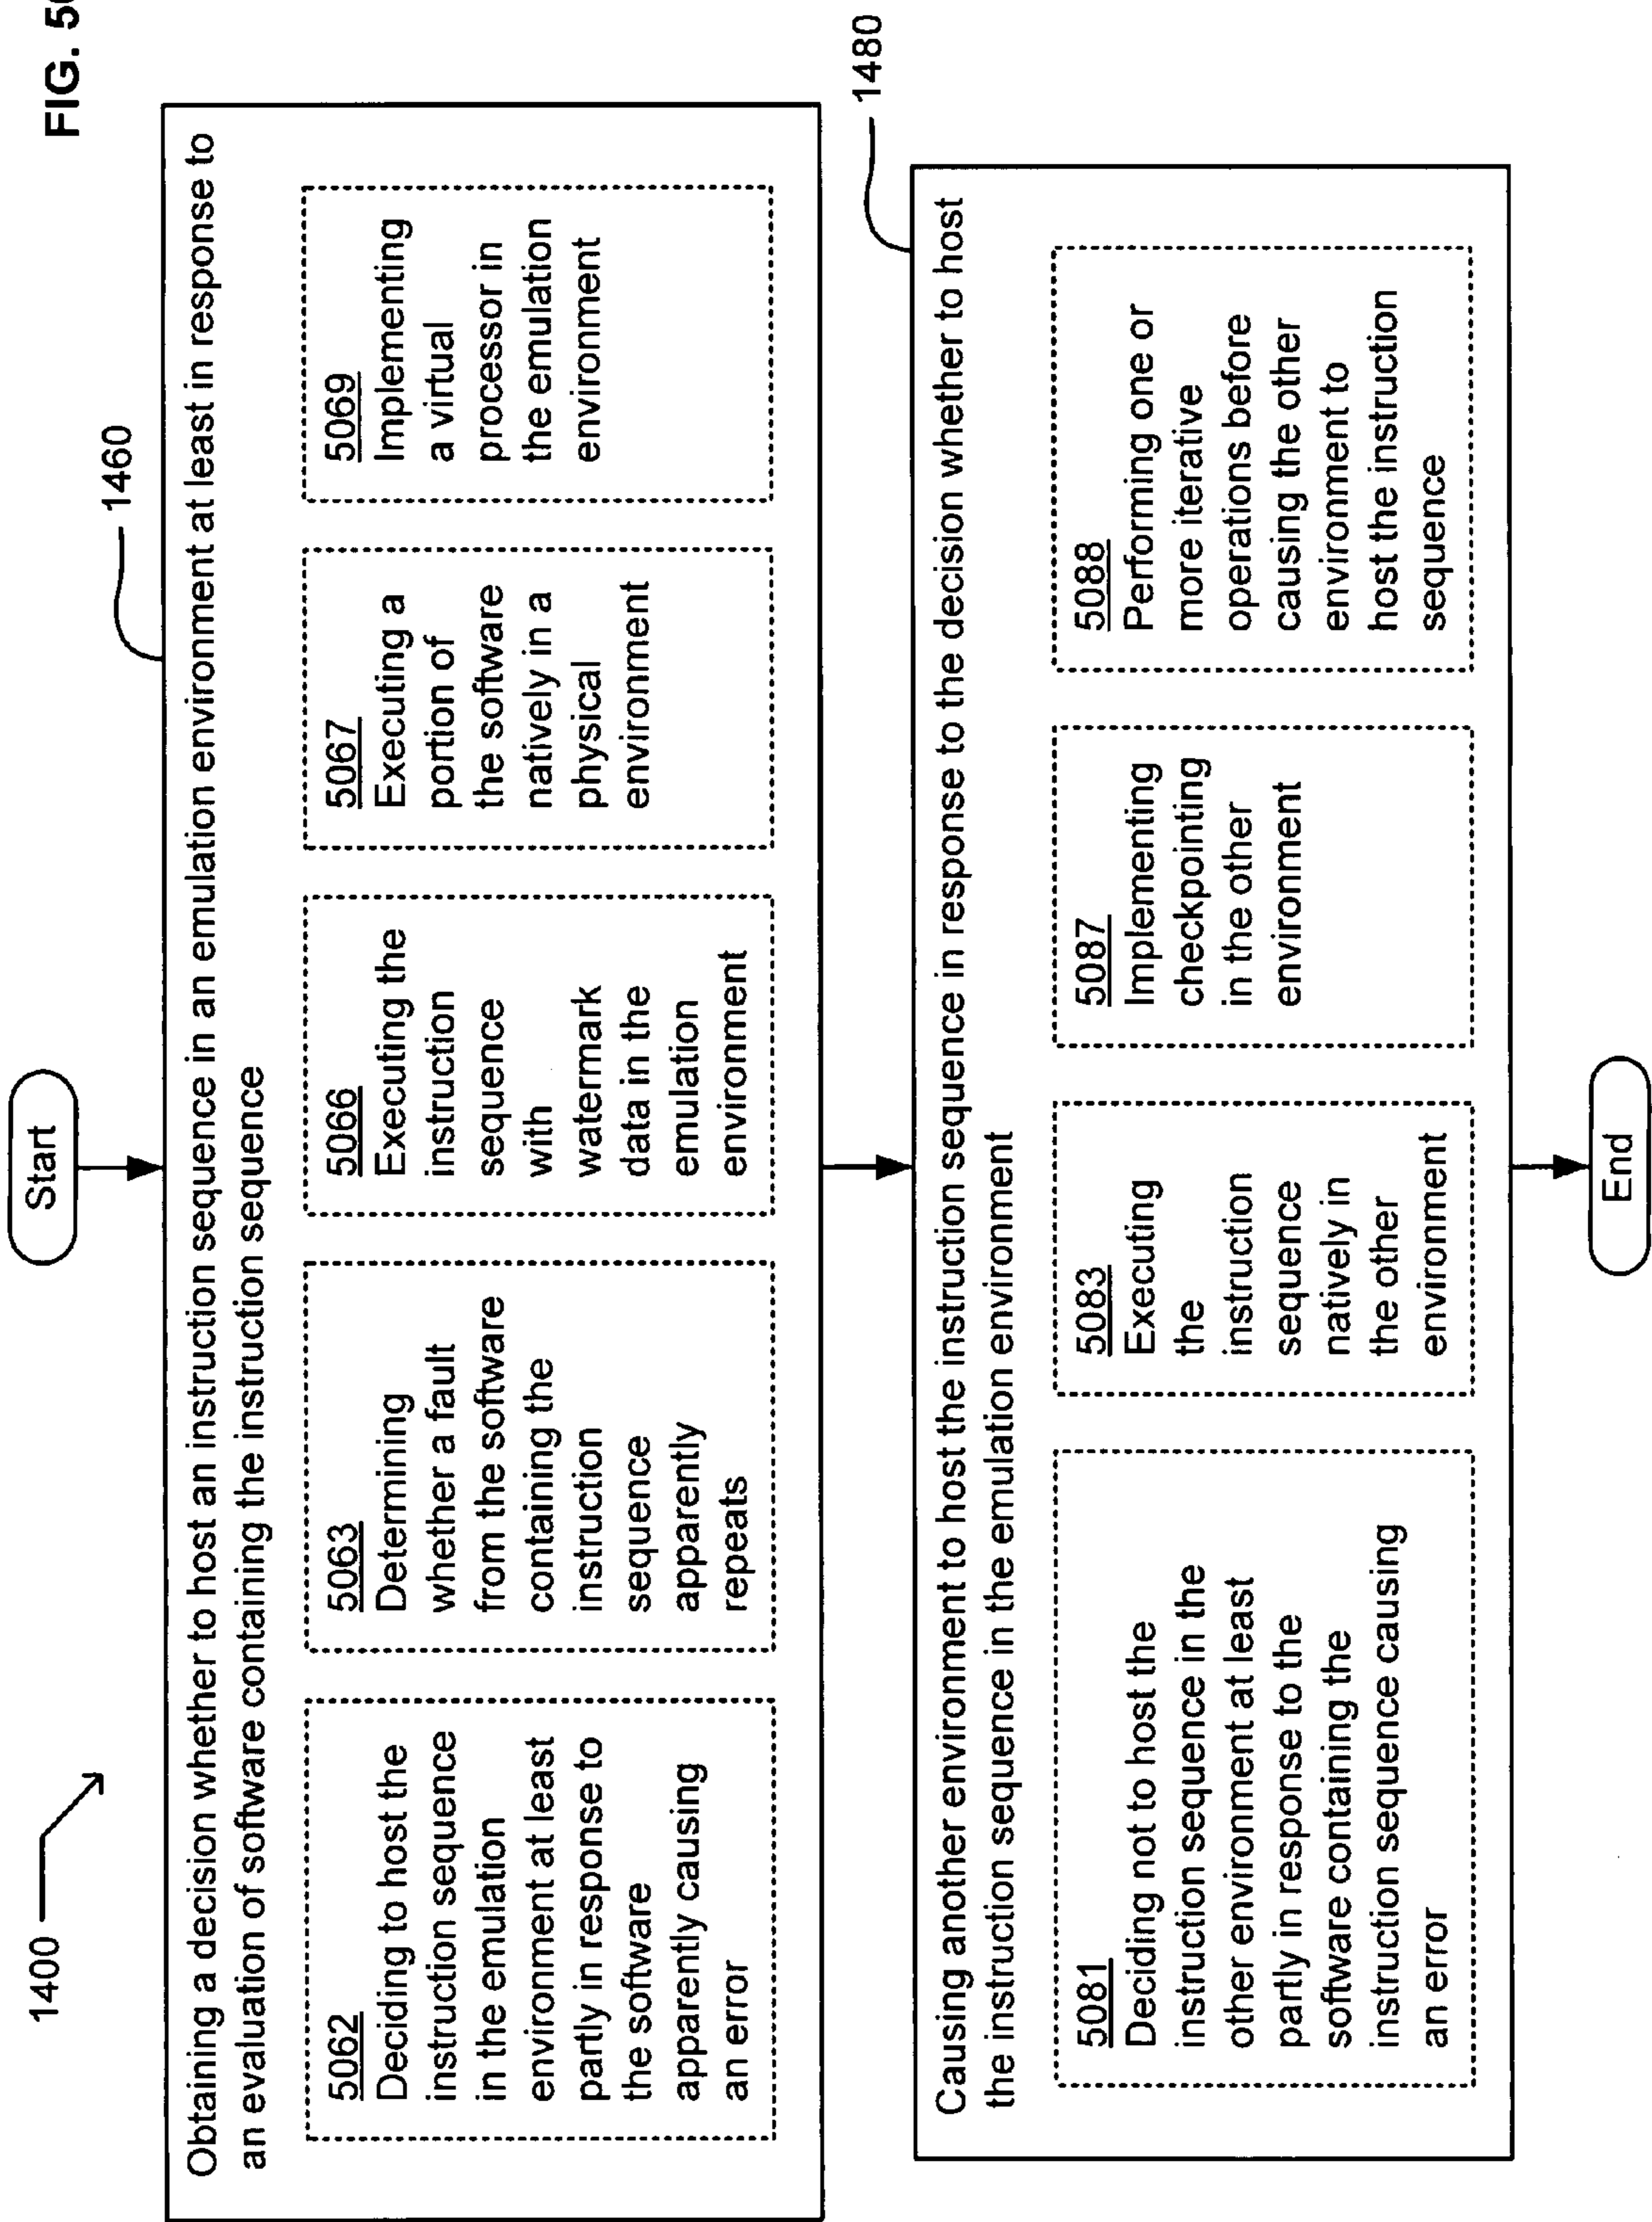 FIG. 50
1400
Start
1460
Obtaining a decision whether to host an instruction sequence in an emulation environment at least in response to
an evaluation of software containing the instruction sequence
5062
Deciding to host the
instruction sequence
in the emulation
environment at least
partly in response to
the software
apparently causing
an error
5063
Determining
whether a fault
from the software
containing the
instruction
sequence
apparently
repeats
5066
Executing the
instruction
sequence
with
watermark
data in the
emulation
environment
5067
Executing a
portion of
the software
natively in a
physical
environment
5069
Implementing
a virtual
processor in
the emulation
environment
1480
Causing another environment to host the instruction sequence in response to the decision whether to host
the instruction sequence in the emulation environment
5081
Deciding not to host the
instruction sequence in the
other environment at least
partly in response to the
software containing the
instruction sequence causing
an error
5083
Executing
the
instruction
sequence
natively in
the other
environment
5087
Implementing
checkpointing
in the other
environment
5088
Performing one or
more iterative
operations before
causing the other
environment to
host the instruction
sequence
End